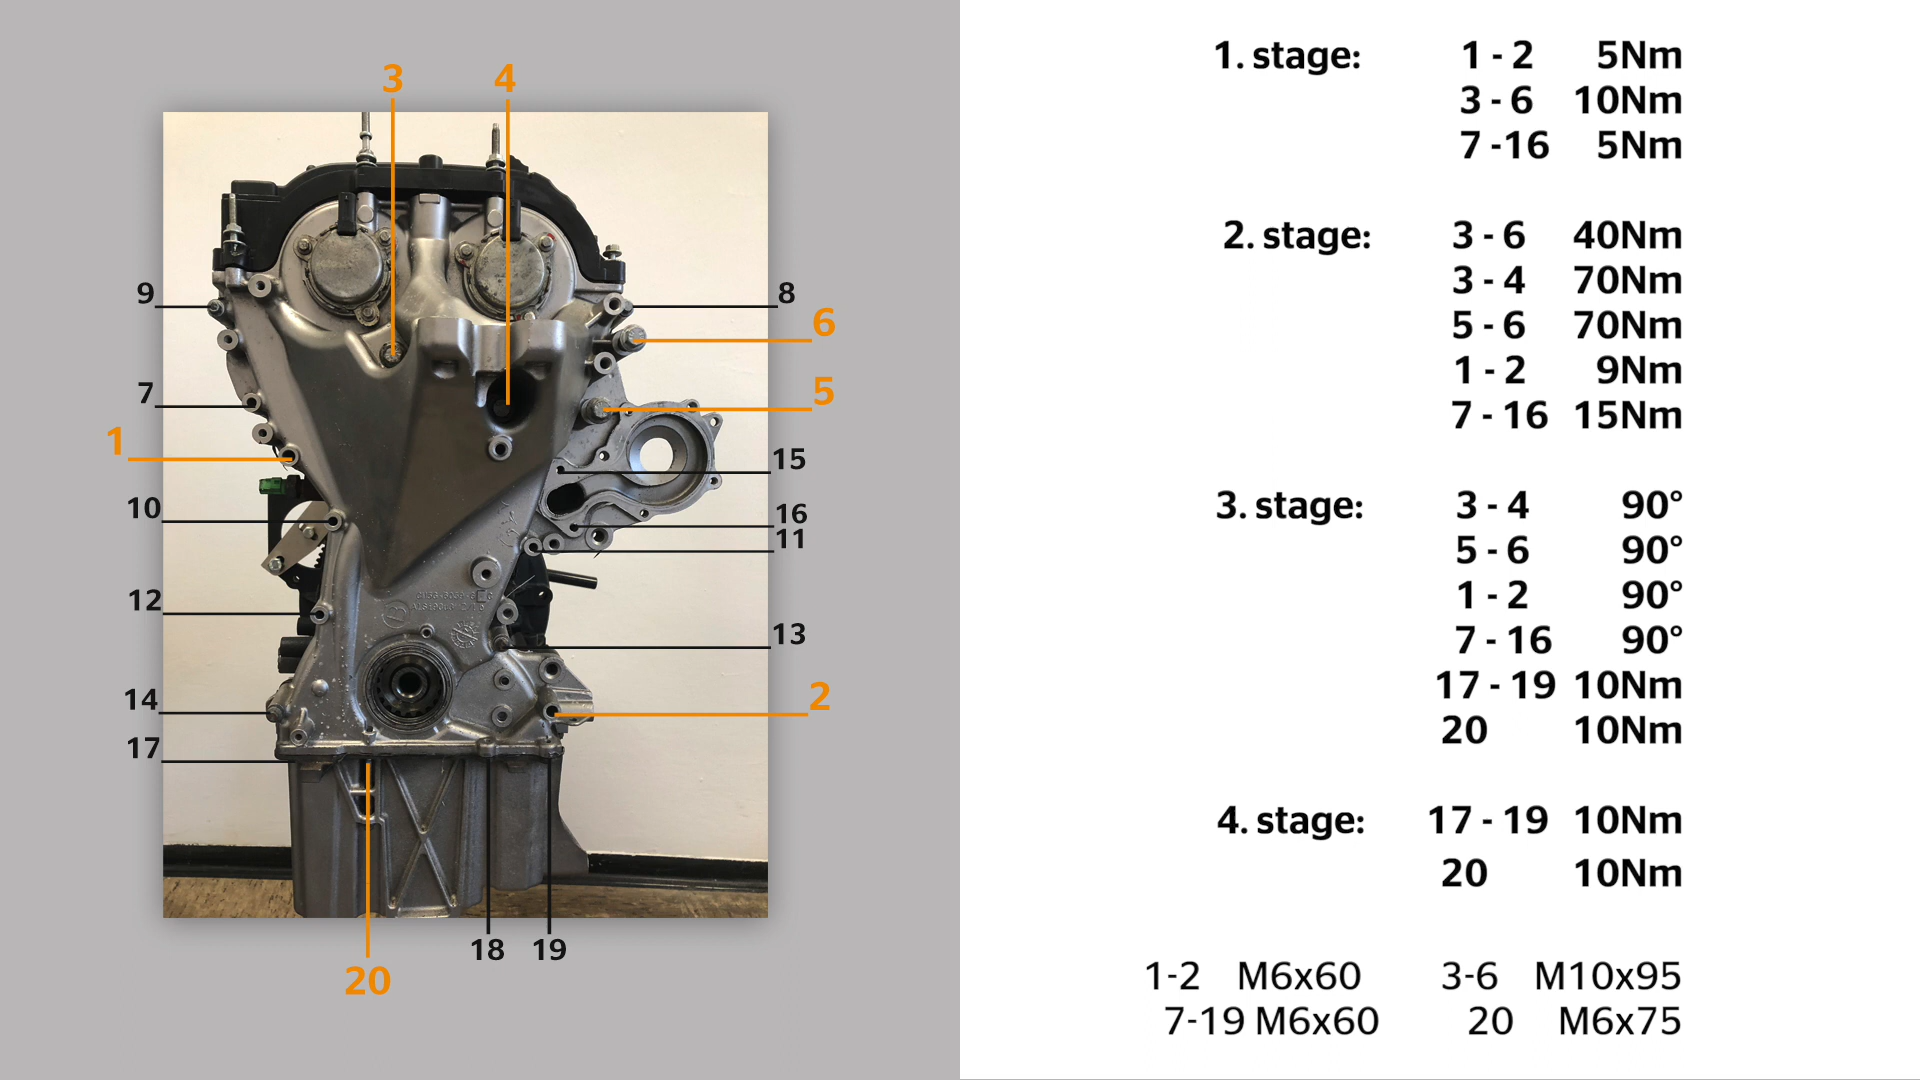 3 4
9 8
6
7 5
1
15
10 16
11
12
13
14 2
17
18 19
20
1. stage: 1 - 2 5Nm
3 - 6 10Nm
7 -16 5Nm
2. stage: 3 - 6 40Nm
3 - 4 70Nm
5 - 6 70Nm
1 - 2 9Nm
7 - 16 15Nm
3. stage: 3 - 4 90°
5 - 6 90°
1 - 2 90°
7 - 16 90°
17 - 19 10Nm
20 10Nm
4. stage: 17 - 19 10Nm
20 10Nm
1-2 M6x60 3-6 M10x95
7-19 M6x60 20 M6x75